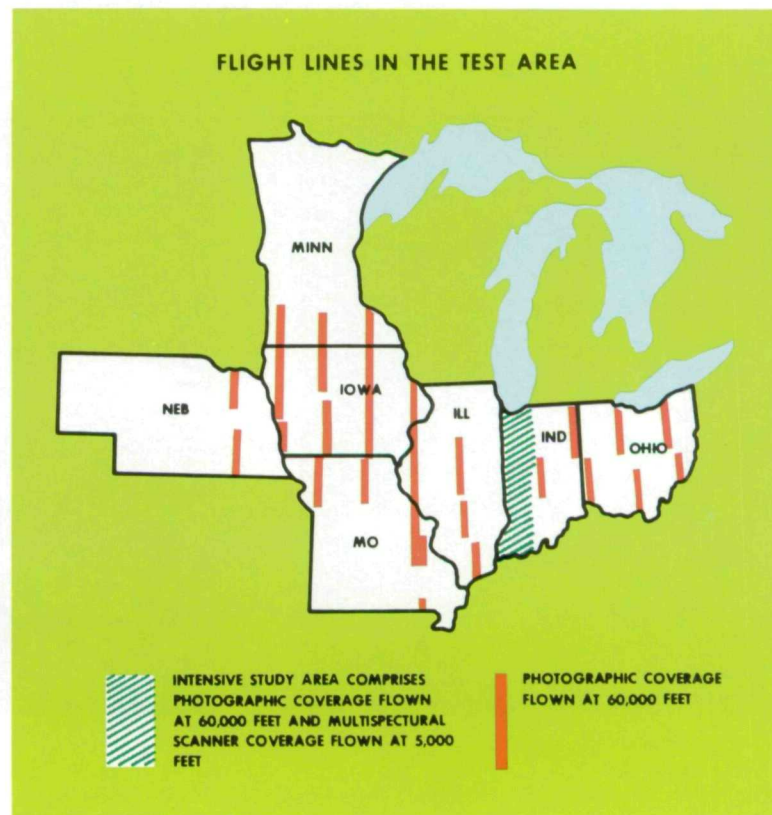 FLIGHT LINES IN THE TEST AREA
MINN
NEB
IOWA
ILL
IND
OHIO
MO
INTENSIVE STUDY AREA COMPRISES
PHOTOGRAPHIC COVERAGE FLOWN
AT 60,000 FEET AND MULTISPECTURAL
SCANNER COVERAGE FLOWN AT 5,000
FEET
PHOTOGRAPHIC COVERAGE
FLOWN AT 60,000 FEET